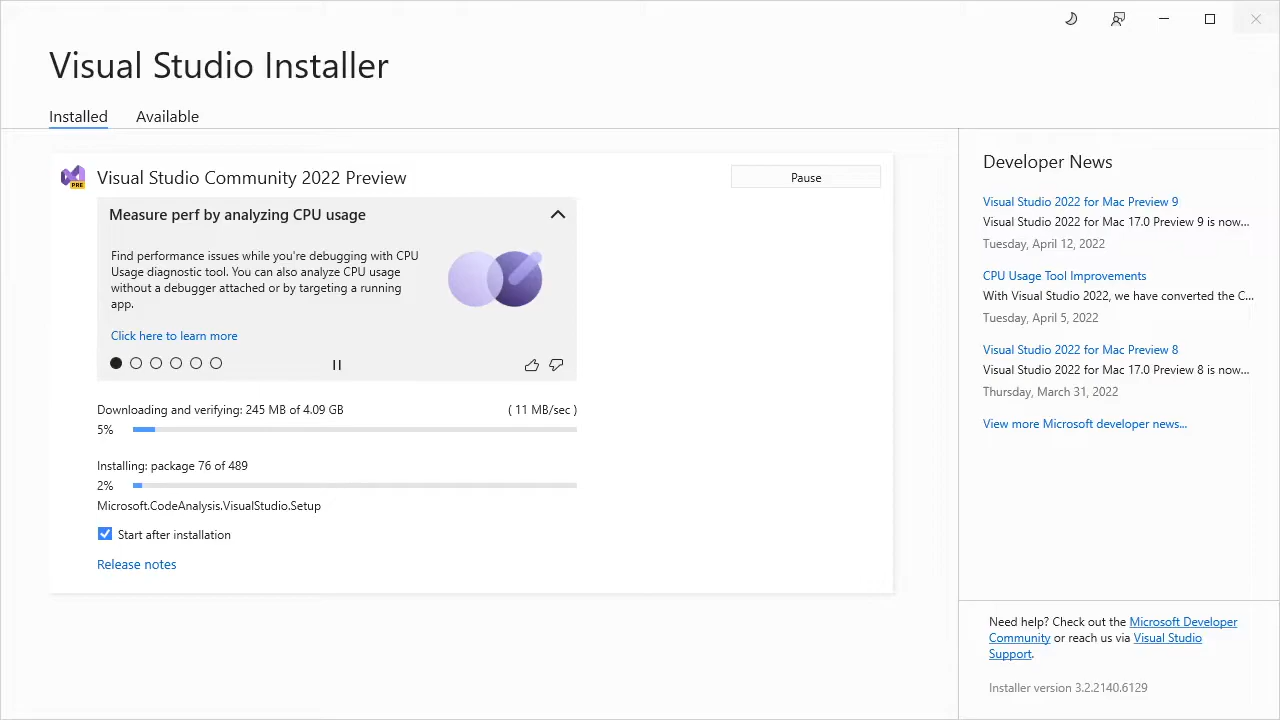 Visual Studio Installer
Installed
Available
PRE
Visual Studio Community 2022 Preview
Pause
Measure perf by analyzing CPU usage
Find performance issues while you're debugging with CPU
Usage diagnostic tool. You can also analyze CPU usage
without a debugger attached or by targeting a running
app.
Click here to learn more
Downloading and verifying: 245 MB of 4.09 GB
( 11 MB/sec )
5%
Installing: package 76 of 489
2%
Microsoft.CodeAnalysis.VisualStudio.Setup
Start after installation
Release notes
Developer News
Visual Studio 2022 for Mac Preview 9
Visual Studio 2022 for Mac 17.0 Preview 9 is now...
Tuesday, April 12, 2022
CPU Usage Tool Improvements
With Visual Studio 2022, we have converted the C...
Tuesday, April 5, 2022
Visual Studio 2022 for Mac Preview 8
Visual Studio 2022 for Mac 17.0 Preview 8 is now...
Thursday, March 31, 2022
View more Microsoft developer news...
Need help? Check out the Microsoft Developer
Community or reach us via Visual Studio
Support.
Installer version 3.2.2140.6129